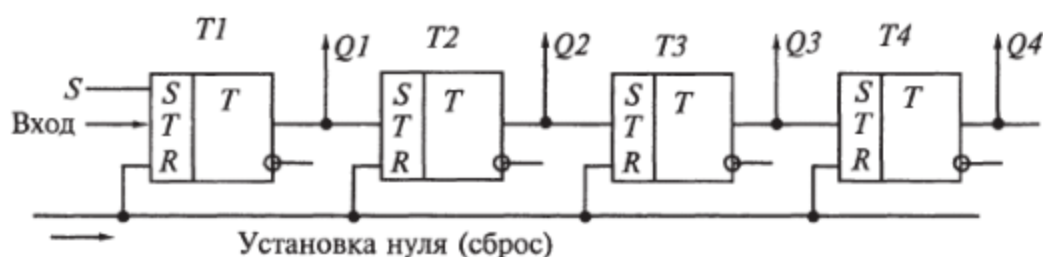 T1 Q1 T2 Q2 T3 Q3 T4 Q4
S S T S T S T S T
Вход T T T T
R R R R
Установка нуля (сброс)